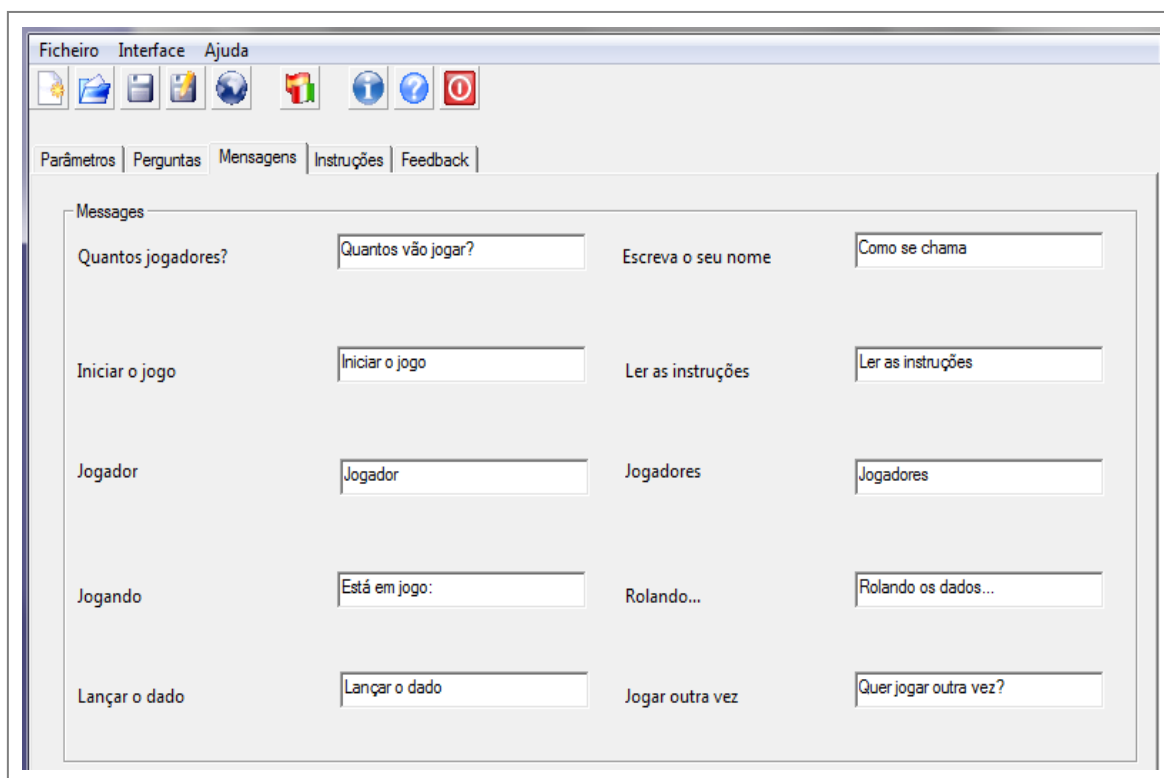 Ficheiro Interface Ajuda
Parâmetros Perguntas Mensagens Instruções Feedback
Messages
Quantos jogadores? Quantos vão jogar? Escreva o seu nome Como se chama
Iniciar o jogo Iniciar o jogo Ler as instruções Ler as instruções
Jogador Jogador Jogadores Jogadores
Jogando Está em jogo: Rolando... Rolando os dados...
Lançar o dado Lançar o dado Jogar outra vez Quer jogar outra vez?